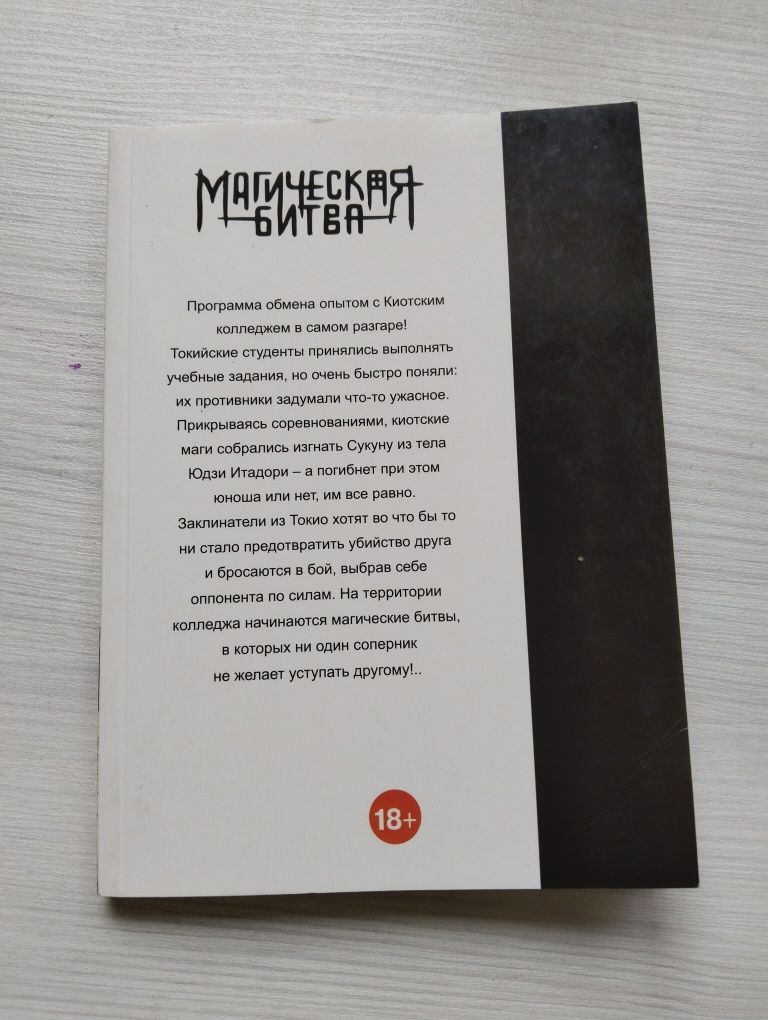 МАГИЧЕСКАЯ
БИТВА
Программа обмена опытом с Киотским
колледжем в самом разгаре!
Токийские студенты принялись выполнять
учебные задания, но очень быстро поняли:
их противники задумали что-то ужасное.
Прикрываясь соревнованиями, киотские
маги собрались изгнать Сукуну из тела
Юдзи Итадори – а погибнет при этом
юноша или нет, им все равно.
Заклинатели из Токио хотят во что бы то
ни стало предотвратить убийство друга
и бросаются в бой, выбрав себе
оппонента по силам. На территории
колледжа начинаются магические битвы,
в которых ни один соперник
не желает уступать другому!..
18+